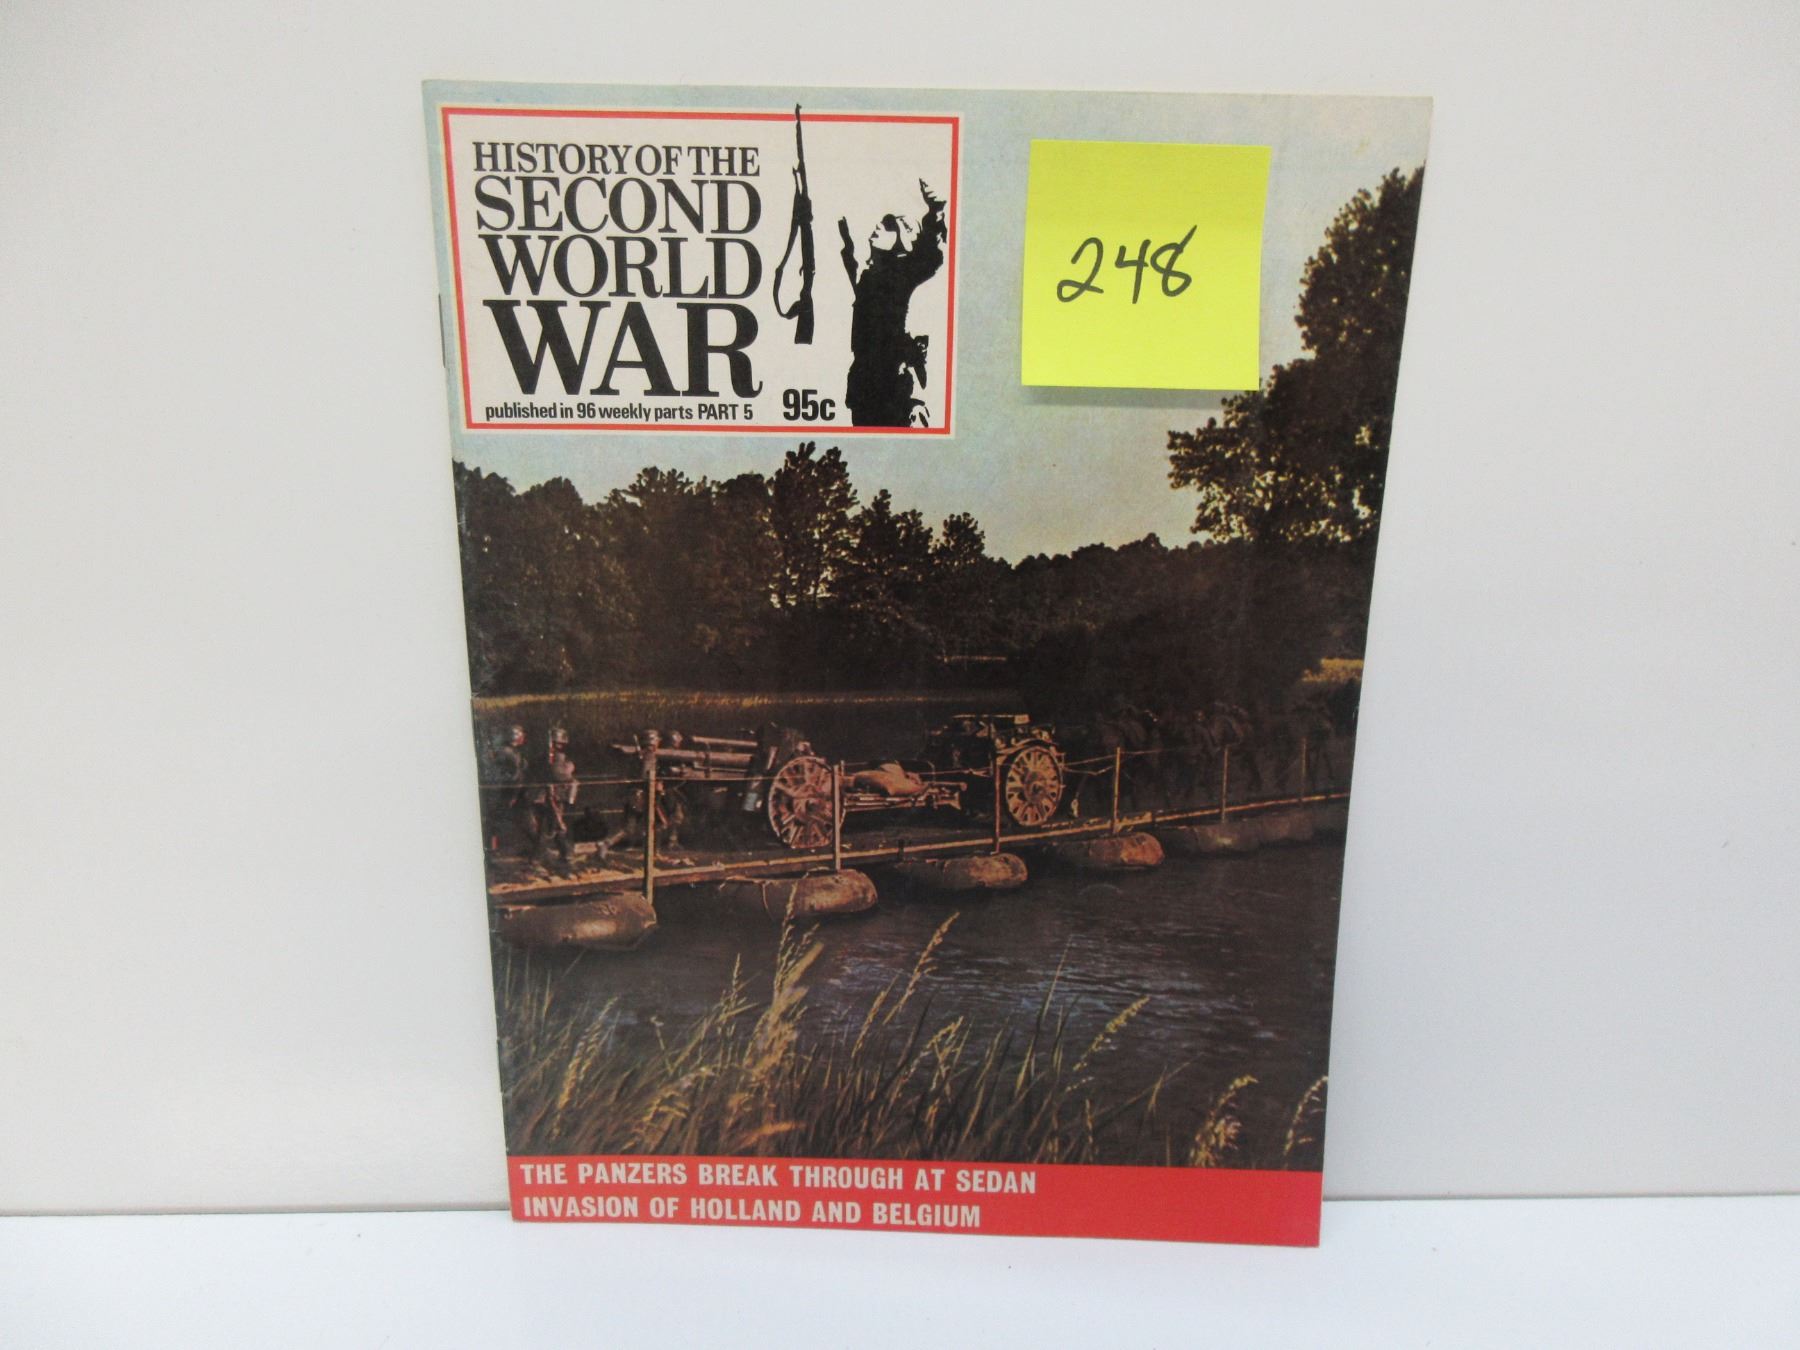 HISTORY OF THE
SECOND
WORLD
WAR
published in 96 weekly parts PART 5
95c
248
THE PANZERS BREAK THROUGH AT SEDAN
INVASION OF HOLLAND AND BELGIUM